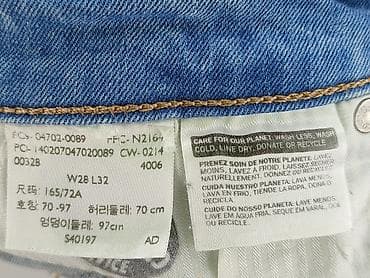 PC9- 04702-0089 PPC-N2164
PC- 140207047020089 CW-0214
00328 4006
W28 L32
尺码: 165/72A
호칭: 70 -97 허리둘레: 70 cm
엉덩이둘레: 97cm
S40197 AD
CARE FOR OUR PLANET: WASH LESS, WASH
COLD, LINE DRY, DONATE OR RECYCLE
PRENEZ SOIN DE NOTRE PLANETE: LAVEZ
MOINS, LAVEZ A FROID, LAISSEZ SECHER
NATURELLEMENT, DONNEZ OU RECYCLEZ.
CUIDA NUESTRO PLANETA: LAVA MENOS,
LAVA EN FRIO, TIENDE LA ROPA, DONA O
RECICLA.
CUIDE DO NOSSO PLANETA: LAVE MENOS,
LAVE EM ÁGUA FRIA, SEQUE EM VARAL, DOE
OU RECICLE.